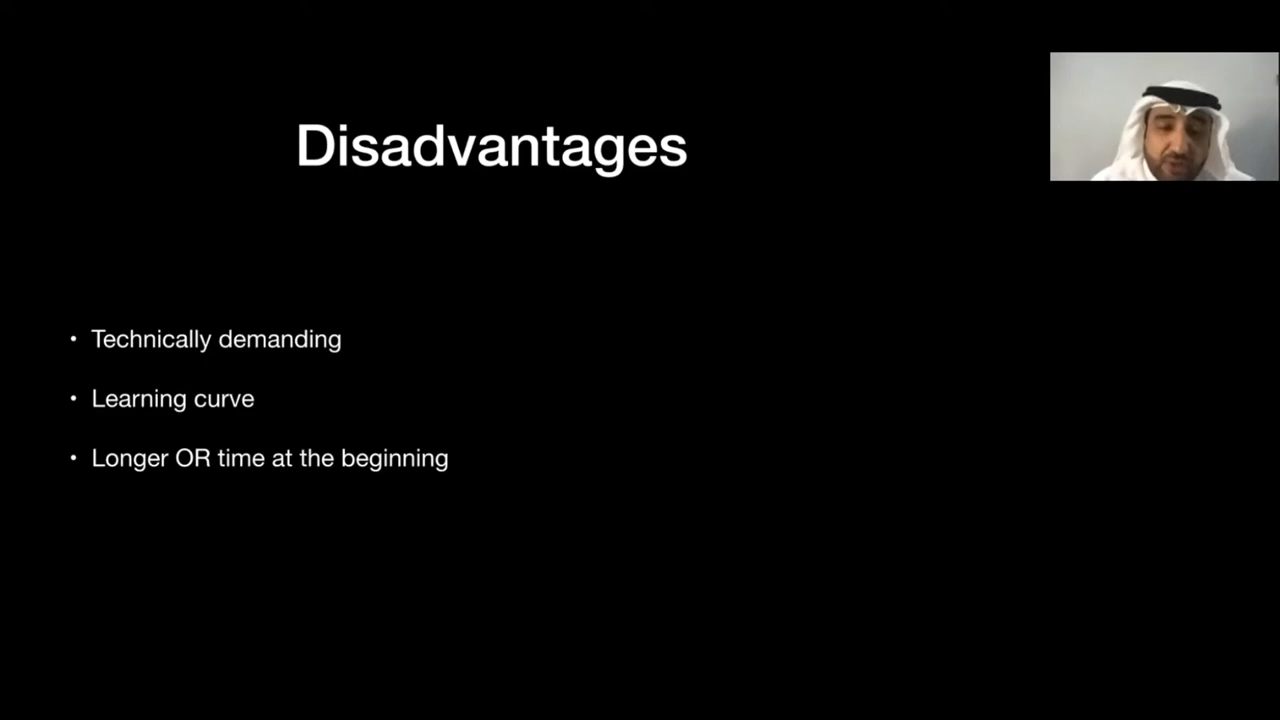 Disadvantages
• Technically demanding
• Learning curve
• Longer OR time at the beginning